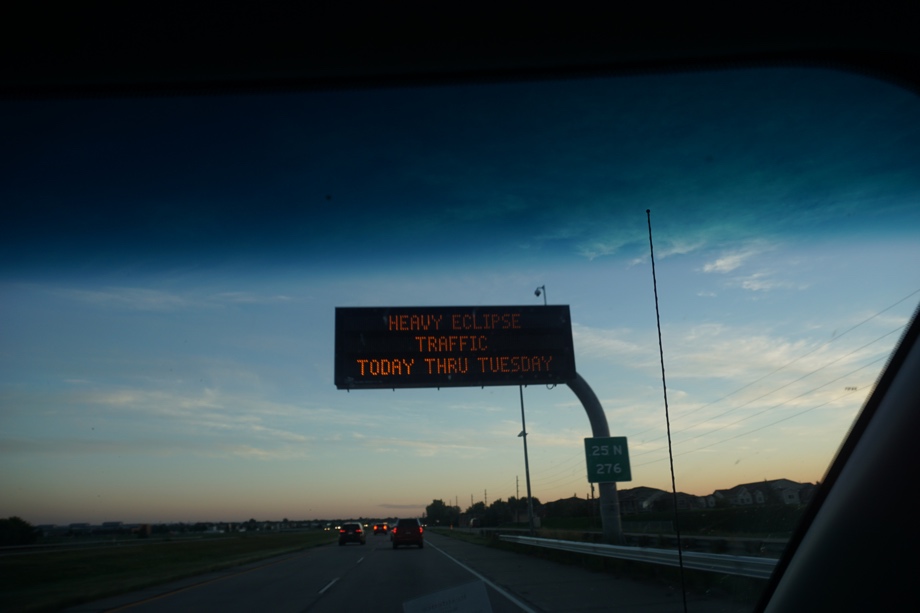 HEAVY ECLIPSE
TRAFFIC
TODAY THRU TUESDAY
25 N
276